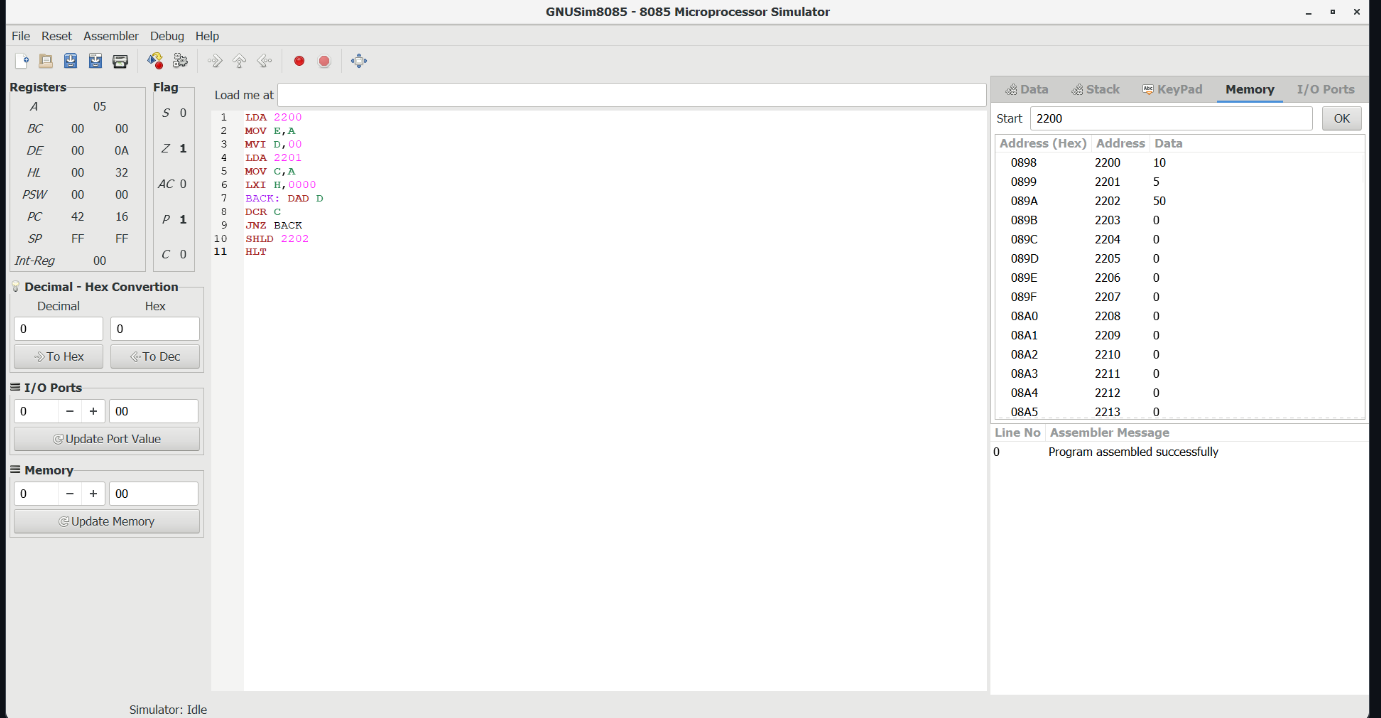 GNUSim8085 - 8085 Microprocessor Simulator
File Reset Assembler Debug Help
Registers
A 05
BC 00 00
DE 00 0A
HL 00 32
PSW 00 00
PC 42 16
SP FF FF
Int-Reg 00
Flag
S 0
Z 1
AC 0
P 1
C 0
Decimal - Hex Convertion
Decimal Hex
0 0
To Hex To Dec
I/O Ports
0 − + 00
Update Port Value
Memory
0 − + 00
Update Memory
Load me at
1 LDA 2200
2 MOV E,A
3 MVI D,00
4 LDA 2201
5 MOV C,A
6 LXI H,0000
7 BACK: DAD D
8 DCR C
9 JNZ BACK
10 SHLD 2202
11 HLT
Data Stack KeyPad Memory I/O Ports
Start 2200 OK
Address (Hex) Address Data
0898 2200 10
0899 2201 5
089A 2202 50
089B 2203 0
089C 2204 0
089D 2205 0
089E 2206 0
089F 2207 0
08A0 2208 0
08A1 2209 0
08A2 2210 0
08A3 2211 0
08A4 2212 0
08A5 2213 0
Line No Assembler Message
0 Program assembled successfully
Simulator: Idle